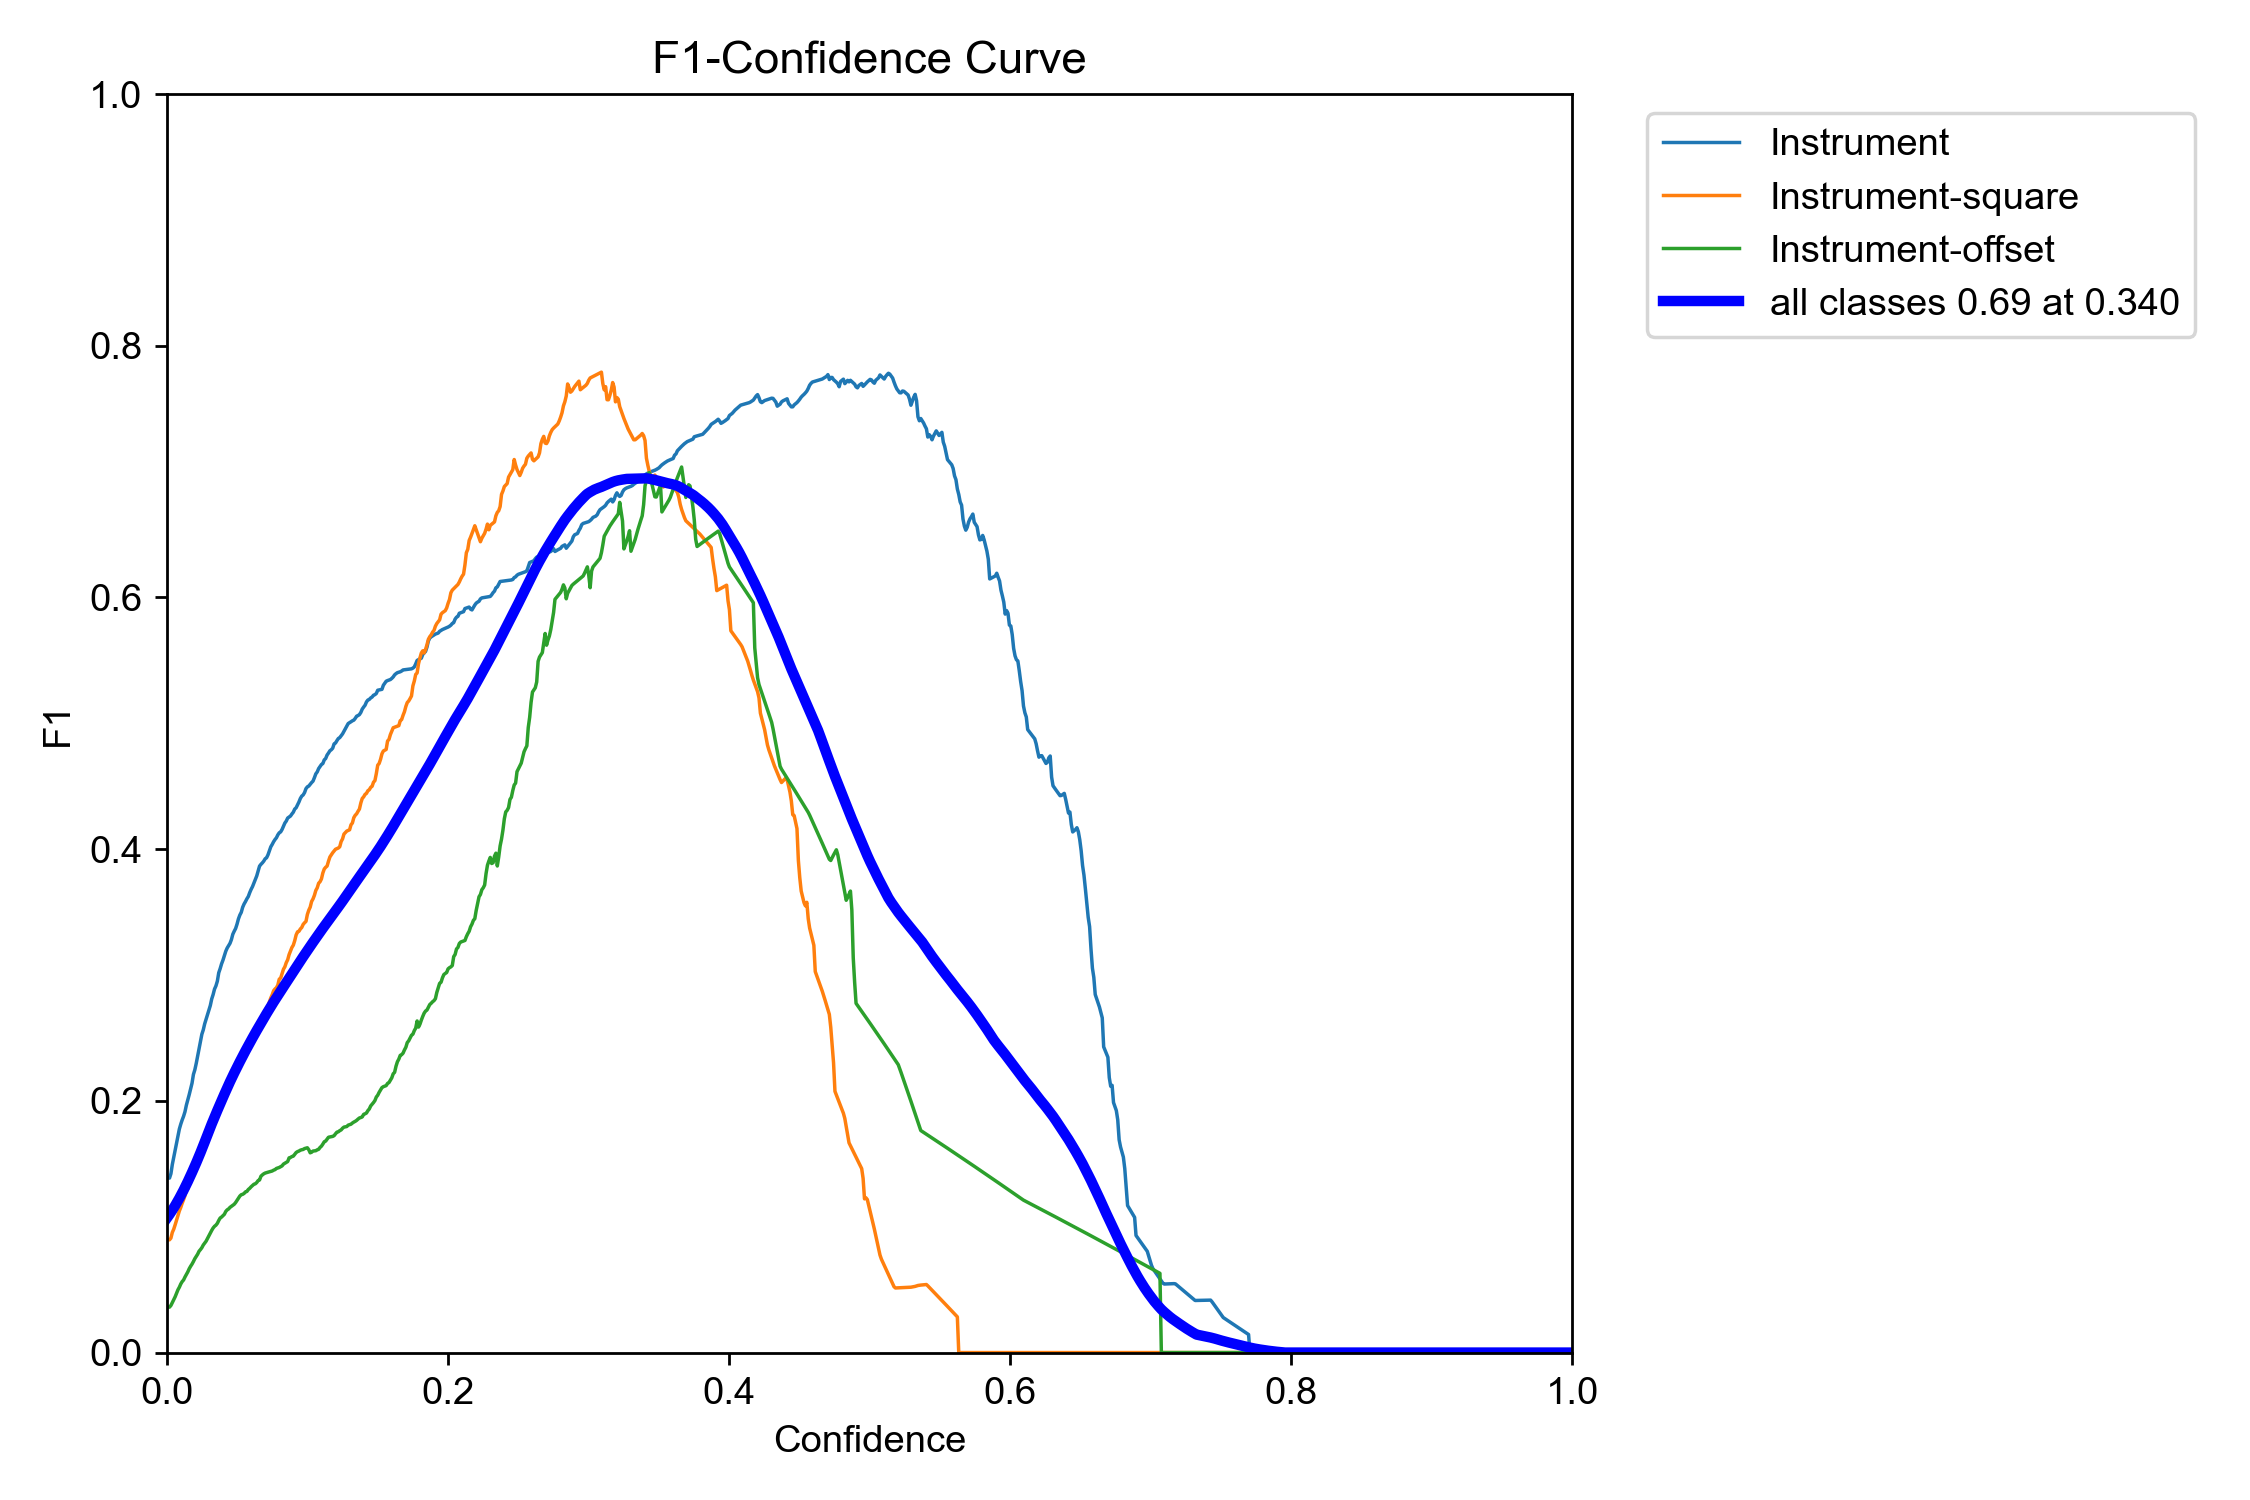 F1-Confidence Curve
1.0
0.8
0.6
0.4
0.2
0.0
F1
0.0 0.2 0.4 0.6 0.8 1.0
Confidence
Instrument
Instrument-square
Instrument-offset
all classes 0.69 at 0.340